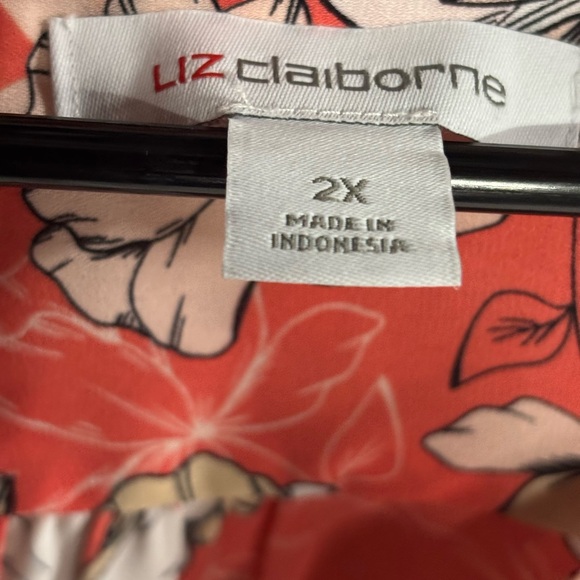 LIZ claiborne
2X
MADE IN
INDONESIA